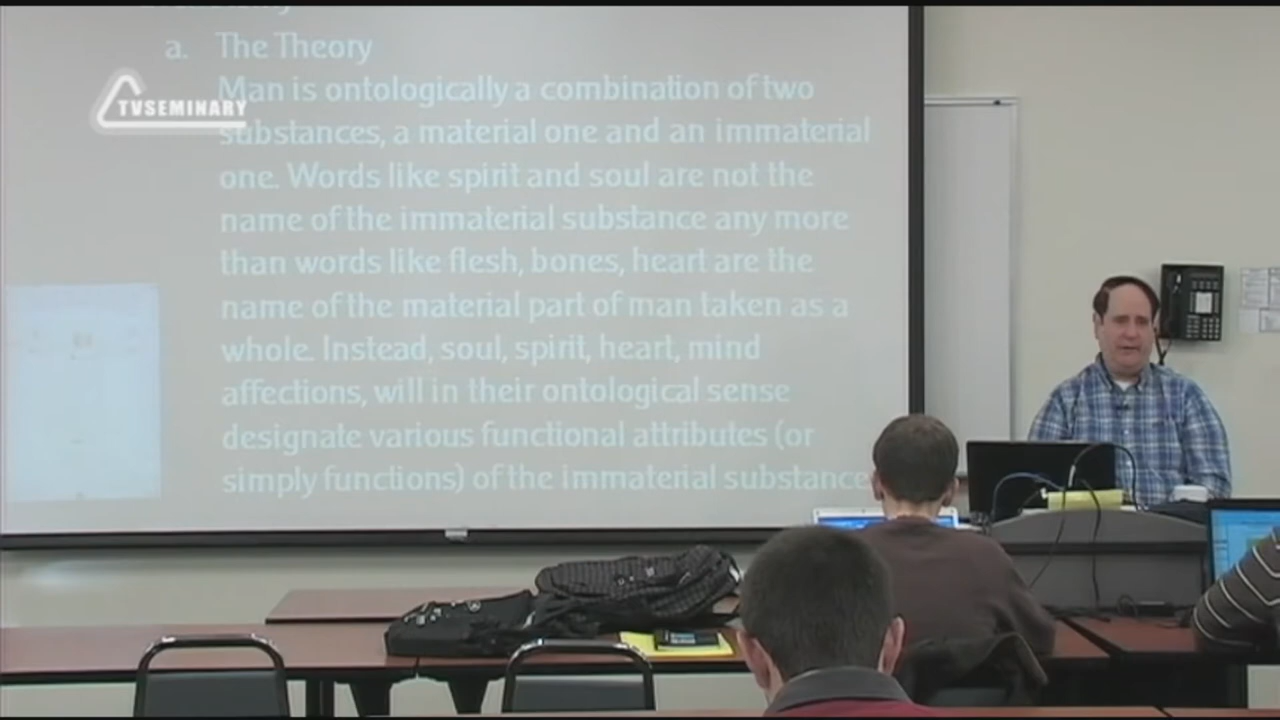 a. The Theory
Man is ontologically a combination of two
TVSEMINARY
substances, a material one and an immaterial
one. Words like spirit and soul are not the
name of the immaterial substance any more
than words like flesh, bones, heart are the
name of the material part of man taken as a
whole. Instead, soul, spirit, heart, mind
affections, will in their ontological sense
designate various functional attributes (or
simply functions) of the immaterial substance